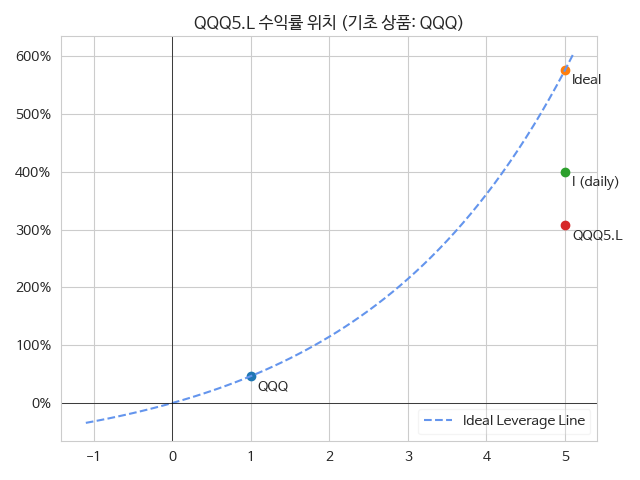 QQQ5.L 수익률 위치 (기초 상품: QQQ)
600%
500%
400%
300%
200%
100%
0%
Ideal
I (daily)
QQQ5.L
QQQ
Ideal Leverage Line
−1
0
1
2
3
4
5